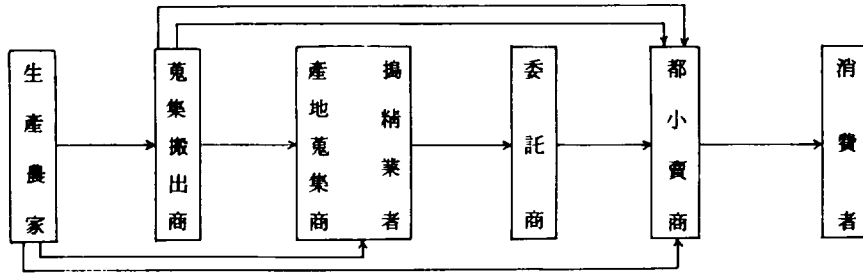 生產農家
蒐集搬出商
產地蒐集商
搗精業者
委託商
都小賣商
消費者